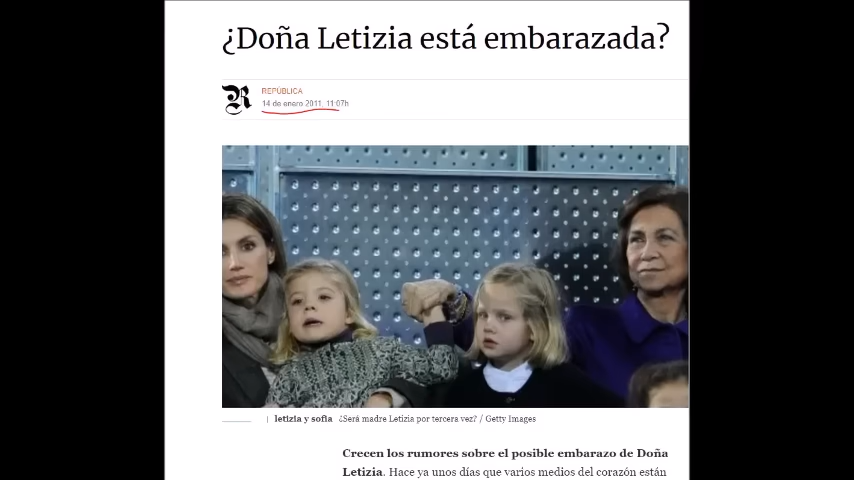 ¿Doña Letizia está embarazada?
R
REPÚBLICA
14 de enero 2011, 11:07h
letizia y sofia ¿Será madre Letizia por tercera vez? / Getty Images
Crecen los rumores sobre el posible embarazo de Doña
Letizia. Hace ya unos días que varios medios del corazón están